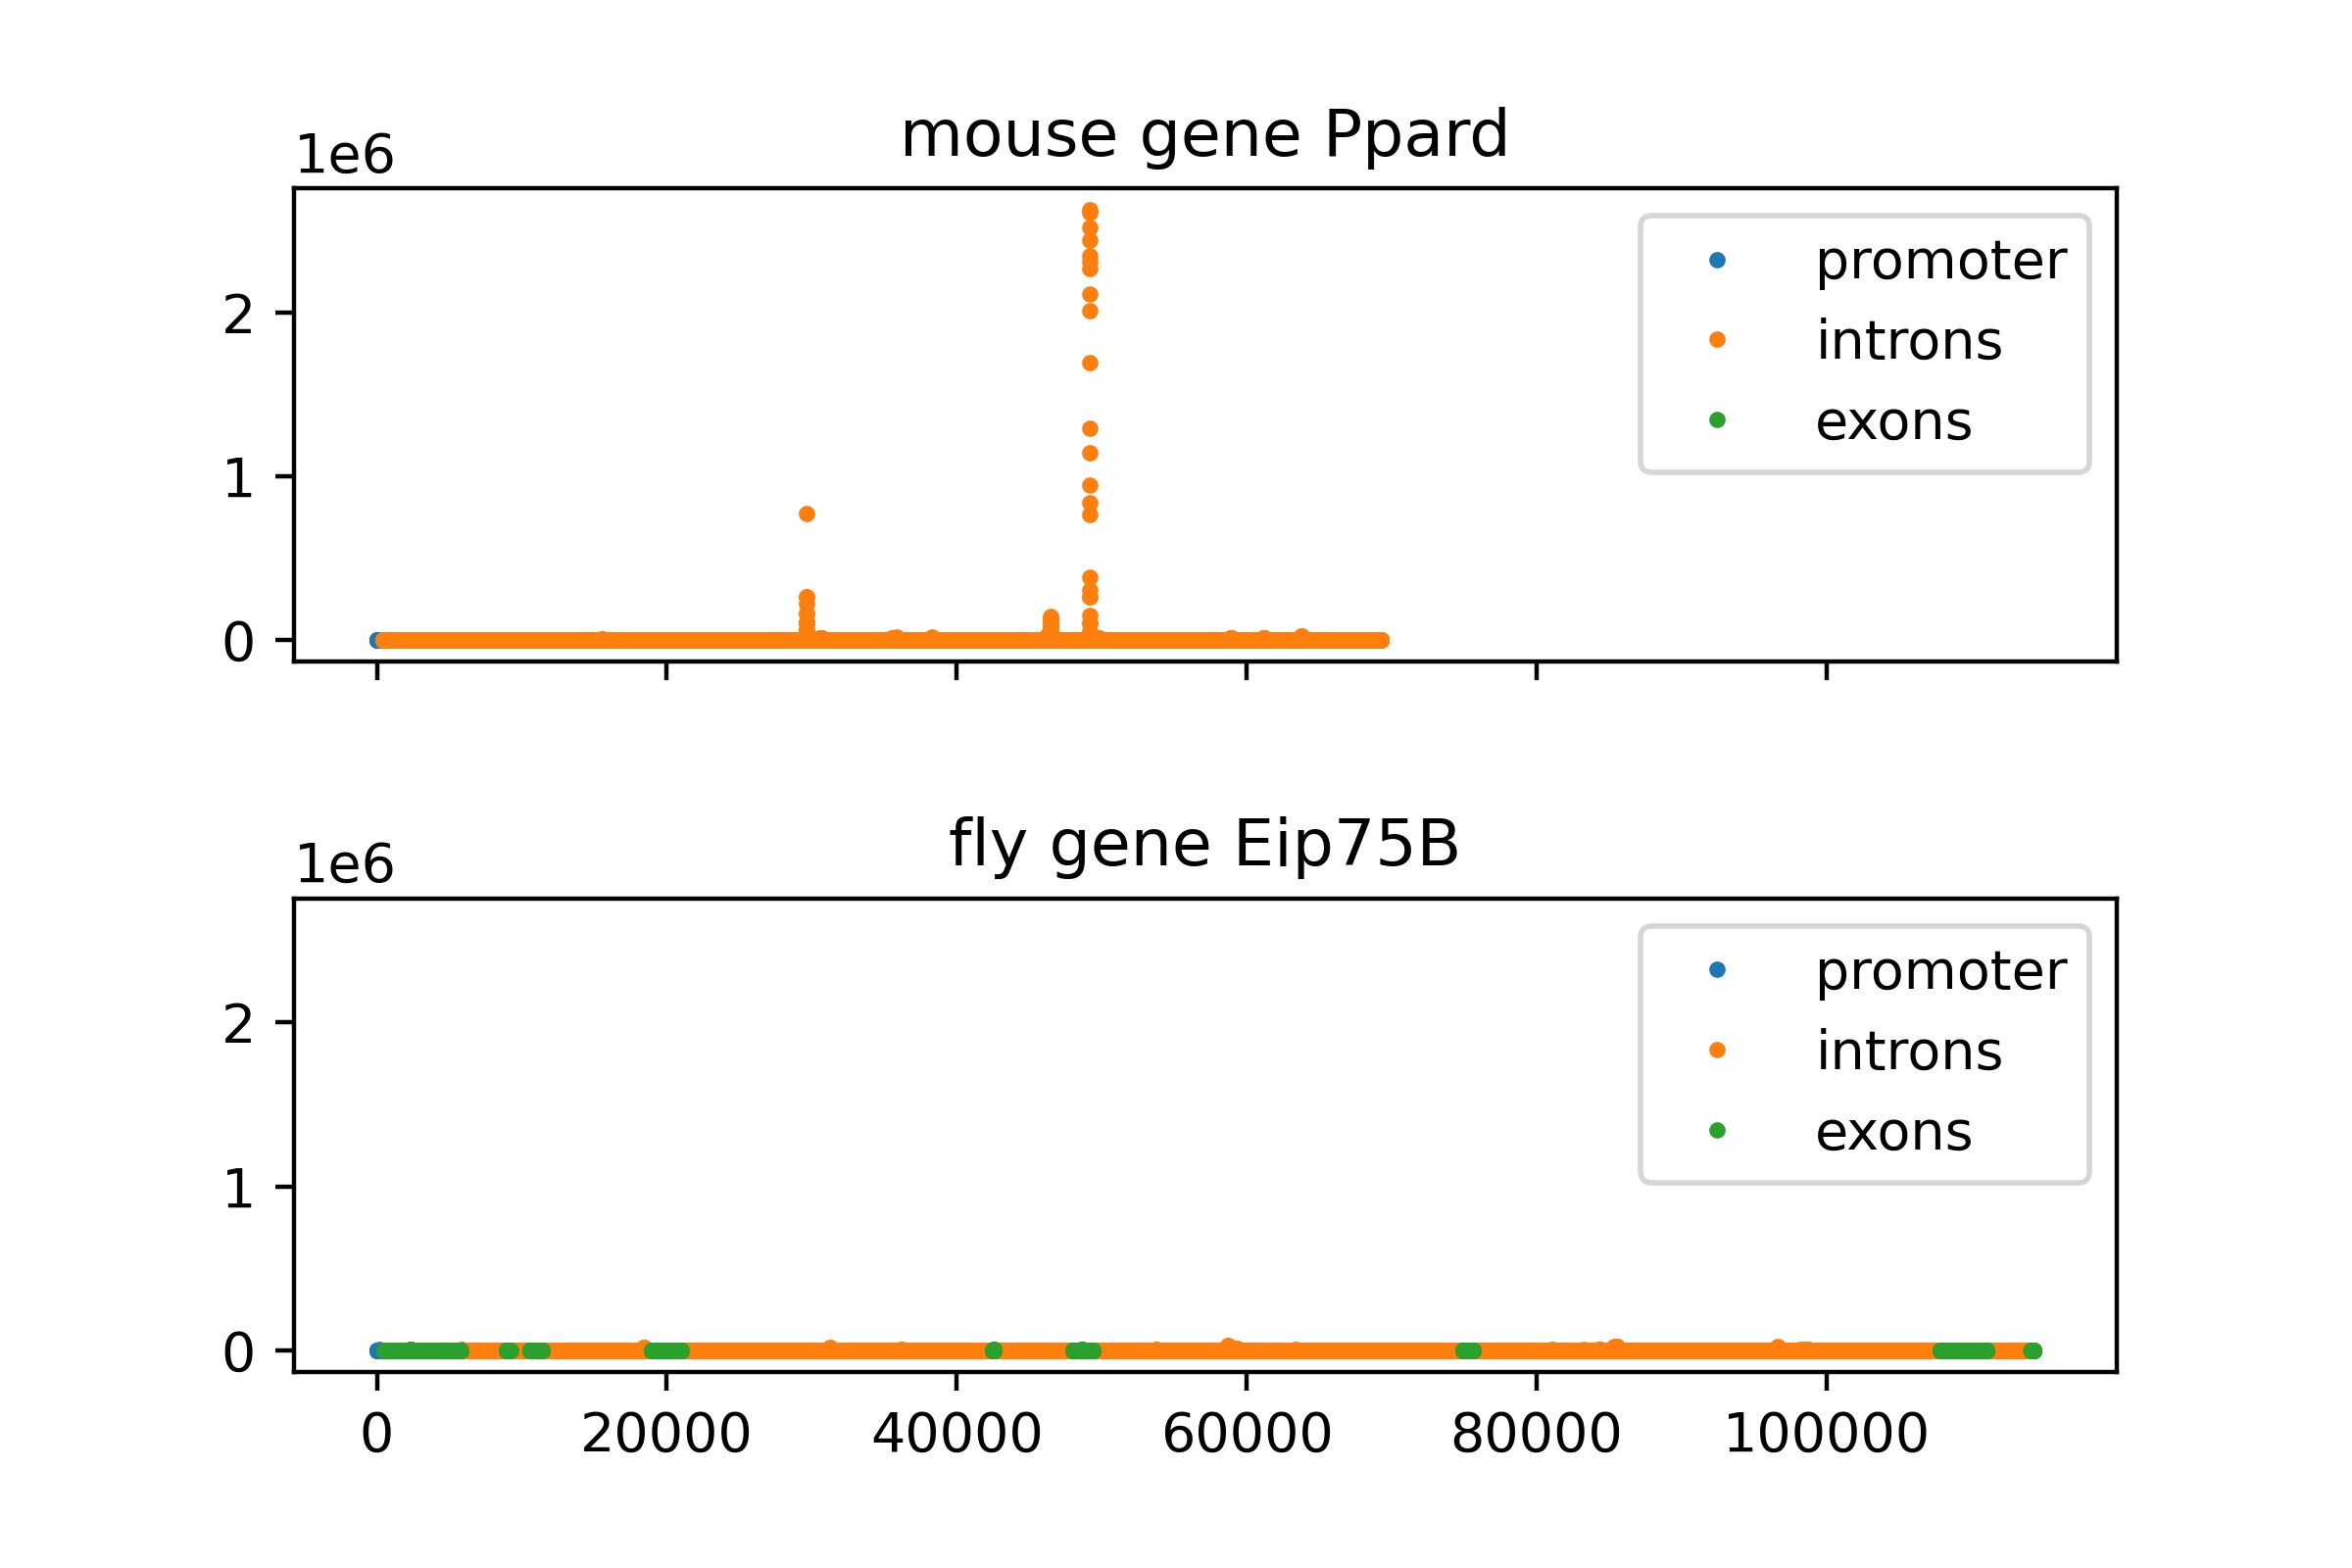 mouse gene Ppard
1e6
2
1
0
promoter
introns
exons
fly gene Eip75B
1e6
2
1
0
promoter
introns
exons
0 20000 40000 60000 80000 100000